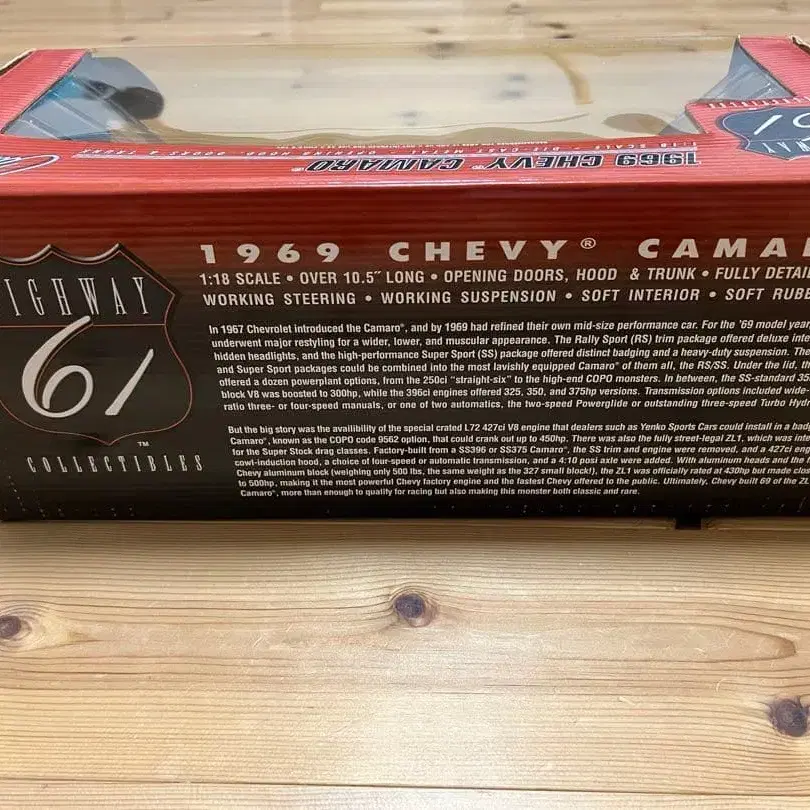 1969 CHEVY CAMARO
61
1:18 SCALE • DIE-CAST METAL
1969 CHEVY® CAMA
1:18 SCALE • OVER 10.5˝ LONG • OPENING DOORS, HOOD & TRUNK • FULLY DETAI
WORKING STEERING • WORKING SUSPENSION • SOFT INTERIOR • SOFT RUBB
IGHWAY
61
™
COLLECTIBLES
In 1967 Chevrolet introduced the Camaro®, and by 1969 had refined their own mid-size performance car. For the '69 model yea
underwent major restyling for a wider, lower, and muscular appearance. The Rally Sport (RS) trim package offered deluxe inte
hidden headlights, and the high-performance Super Sport (SS) package offered distinct badging and a heavy-duty suspension. The
and Super Sport packages could be combined into the most lavishly equipped Camaro® of them all, the RS/SS. Under the lid, th
offered a dozen powerplant options, from the 250ci "straight-six" to the high-end COPO monsters. In between, the SS-standard 35
block V8 was boosted to 300hp, while the 396ci engines offered 325, 350, and 375hp versions. Transmission options included wide-
ratio three- or four-speed manuals, or one of two automatics, the two-speed Powerglide or outstanding three-speed Turbo Hydr
But the big story was the availability of the special crated L72 427ci V8 engine that dealers such as Yenko Sports Cars could install in a badg
Camaro®, known as the COPO code 9562 option, that could crank out up to 450hp. There was also the fully street-legal ZL1, which was int
for the Super Stock drag classes. Factory-built from a SS396 or SS375 Camaro®, the SS trim and engine were removed, and a 427ci eng
cowl-induction hood, a choice of four-speed or automatic transmission, and a 4:10 posi axle were added. With aluminum heads and the f
Chevy aluminum block (weighing only 500 lbs, the same weight as the 327 small block!), the ZL1 was officially rated at 430hp but made clos
to 500hp, making it the most powerful Chevy factory engine and the fastest Chevy offered to the public. Ultimately, Chevy built 69 of the ZL
Camaro®, more than enough to qualify for racing but also making this monster both classic and rare.